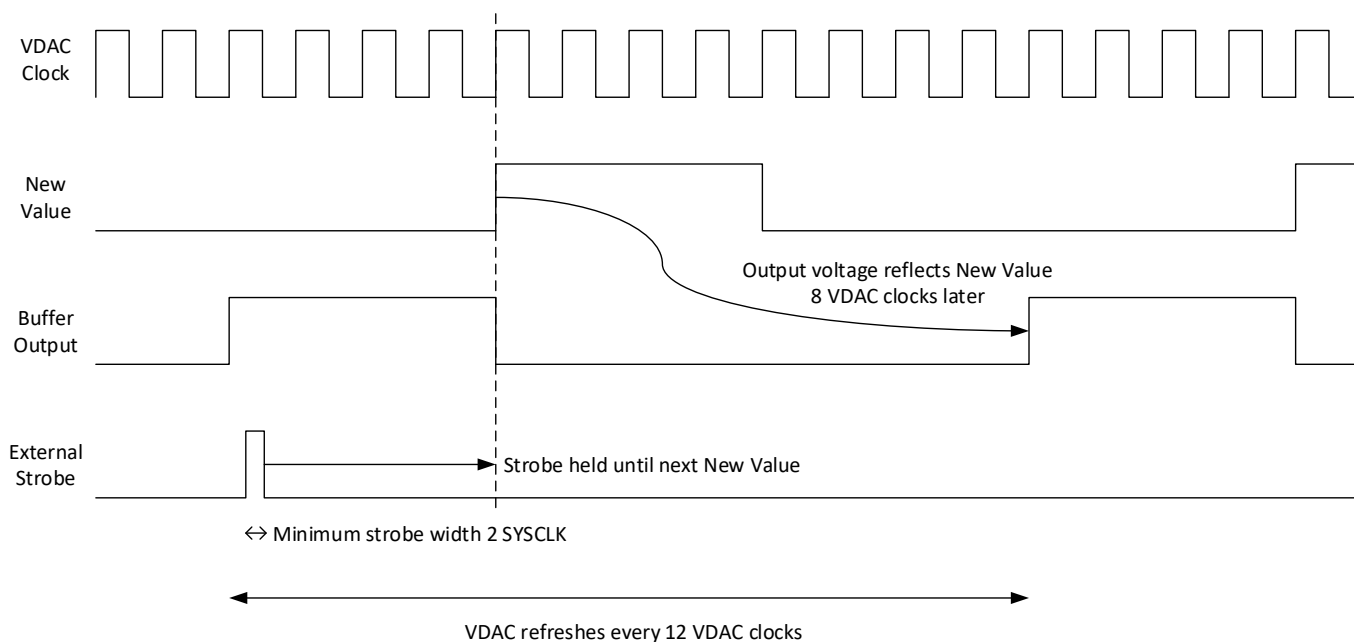 VDAC
Clock
New
Value
Output voltage reflects New Value
8 VDAC clocks later
Buffer
Output
External
Strobe
Strobe held until next New Value
Minimum strobe width 2 SYSCLK
VDAC refreshes every 12 VDAC clocks